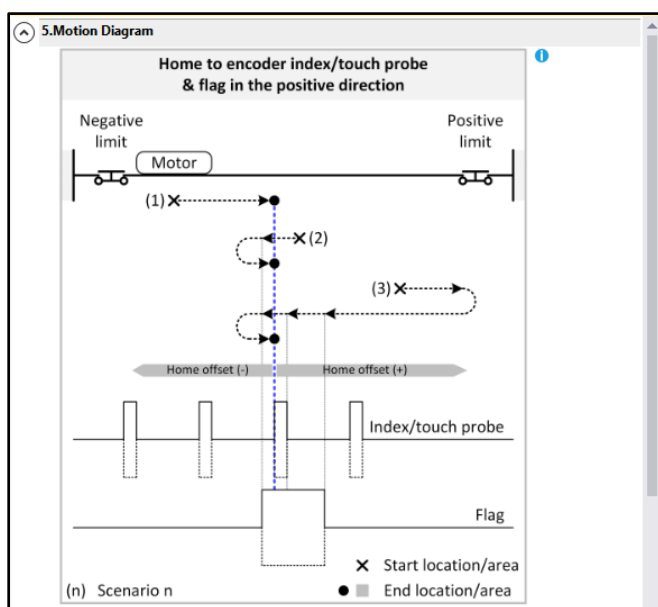 5.Motion Diagram
Home to encoder index/touch probe
& flag in the positive direction
Negative
limit
Positive
limit
Motor
(1)
(2)
(3)
Home offset (-)
Home offset (+)
Index/touch probe
Flag
Start location/area
(n) Scenario n
End location/area